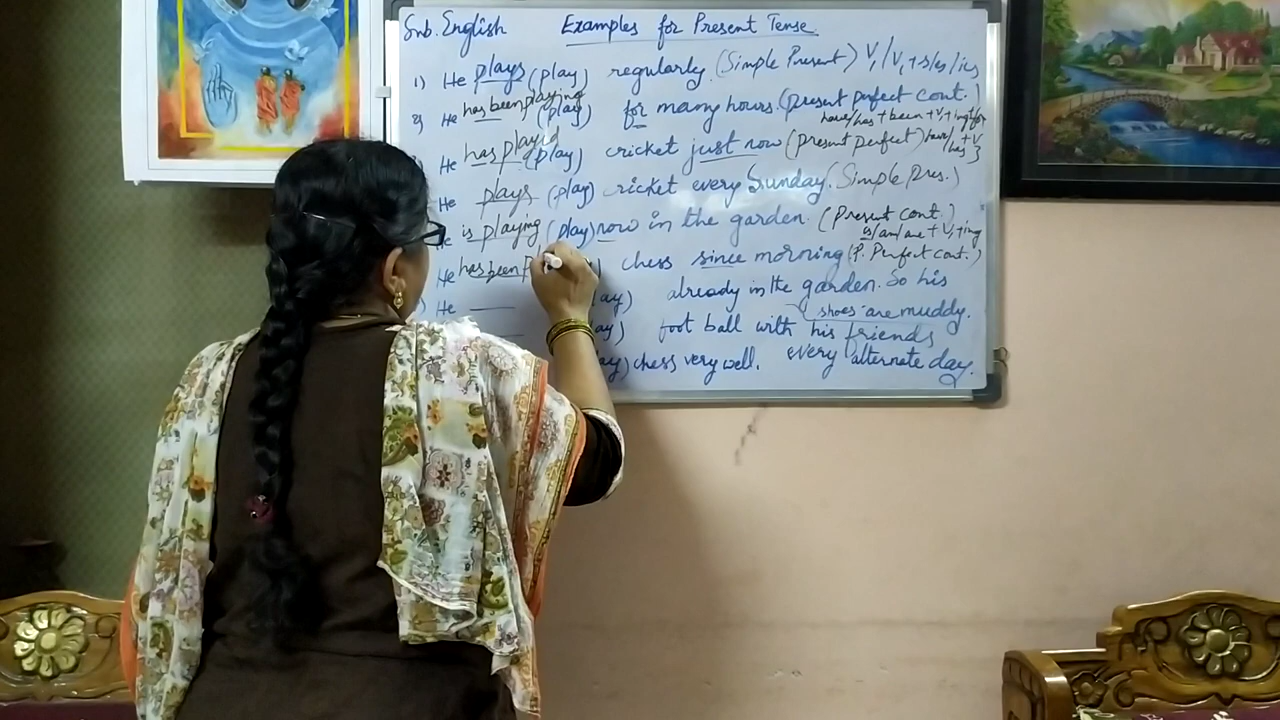 Sub. English Examples for Present Tense
1) He plays (play) regularly. (Simple Present) V1/V1+s/es/ies
2) He has been playing (play) for many hours. (present perfect cont.)
have/has + been + V1+ing+for
He has played (play) cricket just now (present perfect) have/has + V3
He plays (play) cricket every Sunday. (Simple Pres.)
He is playing (play) now in the garden. (Present cont.)
is/am/are + V1+ing
He has been chess since morning (P. Perfect cont.)
) He ay) already in the garden. So his
shoes are muddy.
ay) foot ball with his friends
every alternate day.
ay) chess very well.